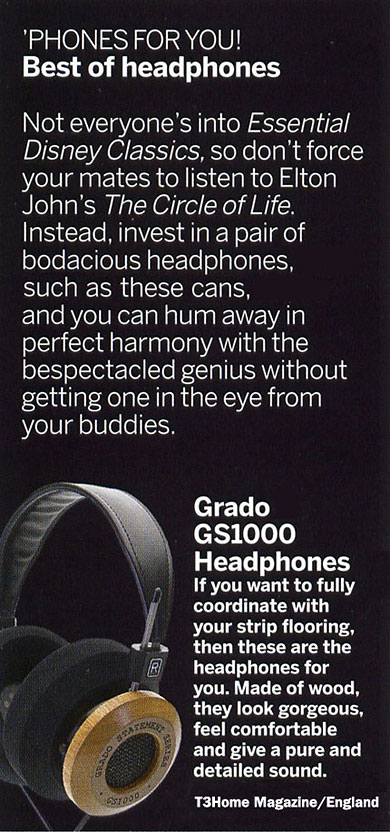 'PHONES FOR YOU!
Best of headphones
Not everyone's into Essential
Disney Classics, so don't force
your mates to listen to Elton
John's The Circle of Life.
Instead, invest in a pair of
bodacious headphones,
such as these cans,
and you can hum away in
perfect harmony with the
bespectacled genius without
getting one in the eye from
your buddies.
Grado
GS1000
Headphones
If you want to fully
coordinate with
your strip flooring,
then these are the
headphones for
you. Made of wood,
they look gorgeous,
feel comfortable
and give a pure and
detailed sound.
T3Home Magazine/England
R
GRADO STATEMENT SERIES
GS1000